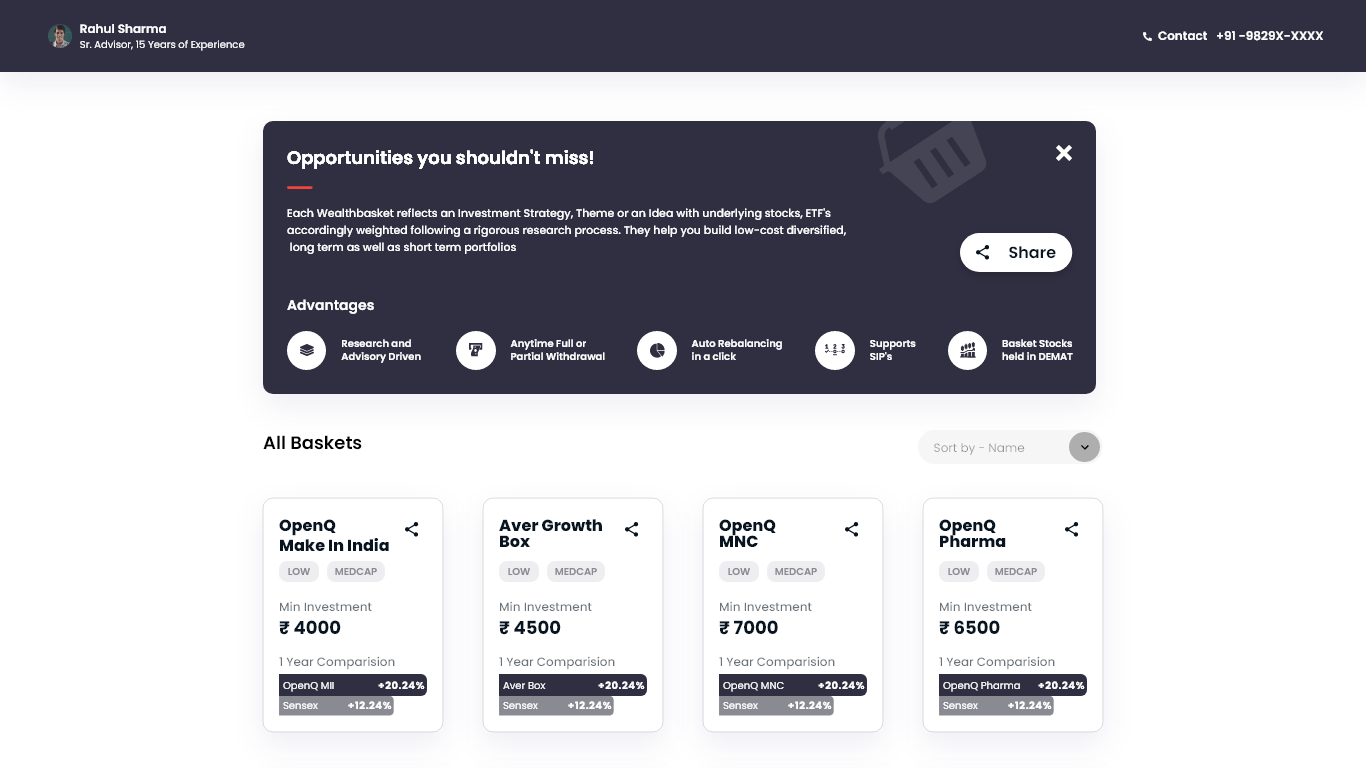 Rahul Sharma
Sr. Advisor, 15 Years of Experience
Contact +91 -9829X-XXXX
Opportunities you shouldn't miss!
Each Wealthbasket reflects an Investment Strategy, Theme or an Idea with underlying stocks, ETF's
accordingly weighted following a rigorous research process. They help you build low-cost diversified,
long term as well as short term portfolios
Share
Advantages
Research and
Advisory Driven
Anytime Full or
Partial Withdrawal
Auto Rebalancing
in a click
1 2 3
Supports
SIP's
Basket Stocks
held in DEMAT
All Baskets
Sort by - Name
OpenQ
Make In India
LOW MEDCAP
Min Investment
₹ 4000
1 Year Comparision
OpenQ MII +20.24%
Sensex +12.24%
Aver Growth
Box
LOW MEDCAP
Min Investment
₹ 4500
1 Year Comparision
Aver Box +20.24%
Sensex +12.24%
OpenQ
MNC
LOW MEDCAP
Min Investment
₹ 7000
1 Year Comparision
OpenQ MNC +20.24%
Sensex +12.24%
OpenQ
Pharma
LOW MEDCAP
Min Investment
₹ 6500
1 Year Comparision
OpenQ Pharma +20.24%
Sensex +12.24%